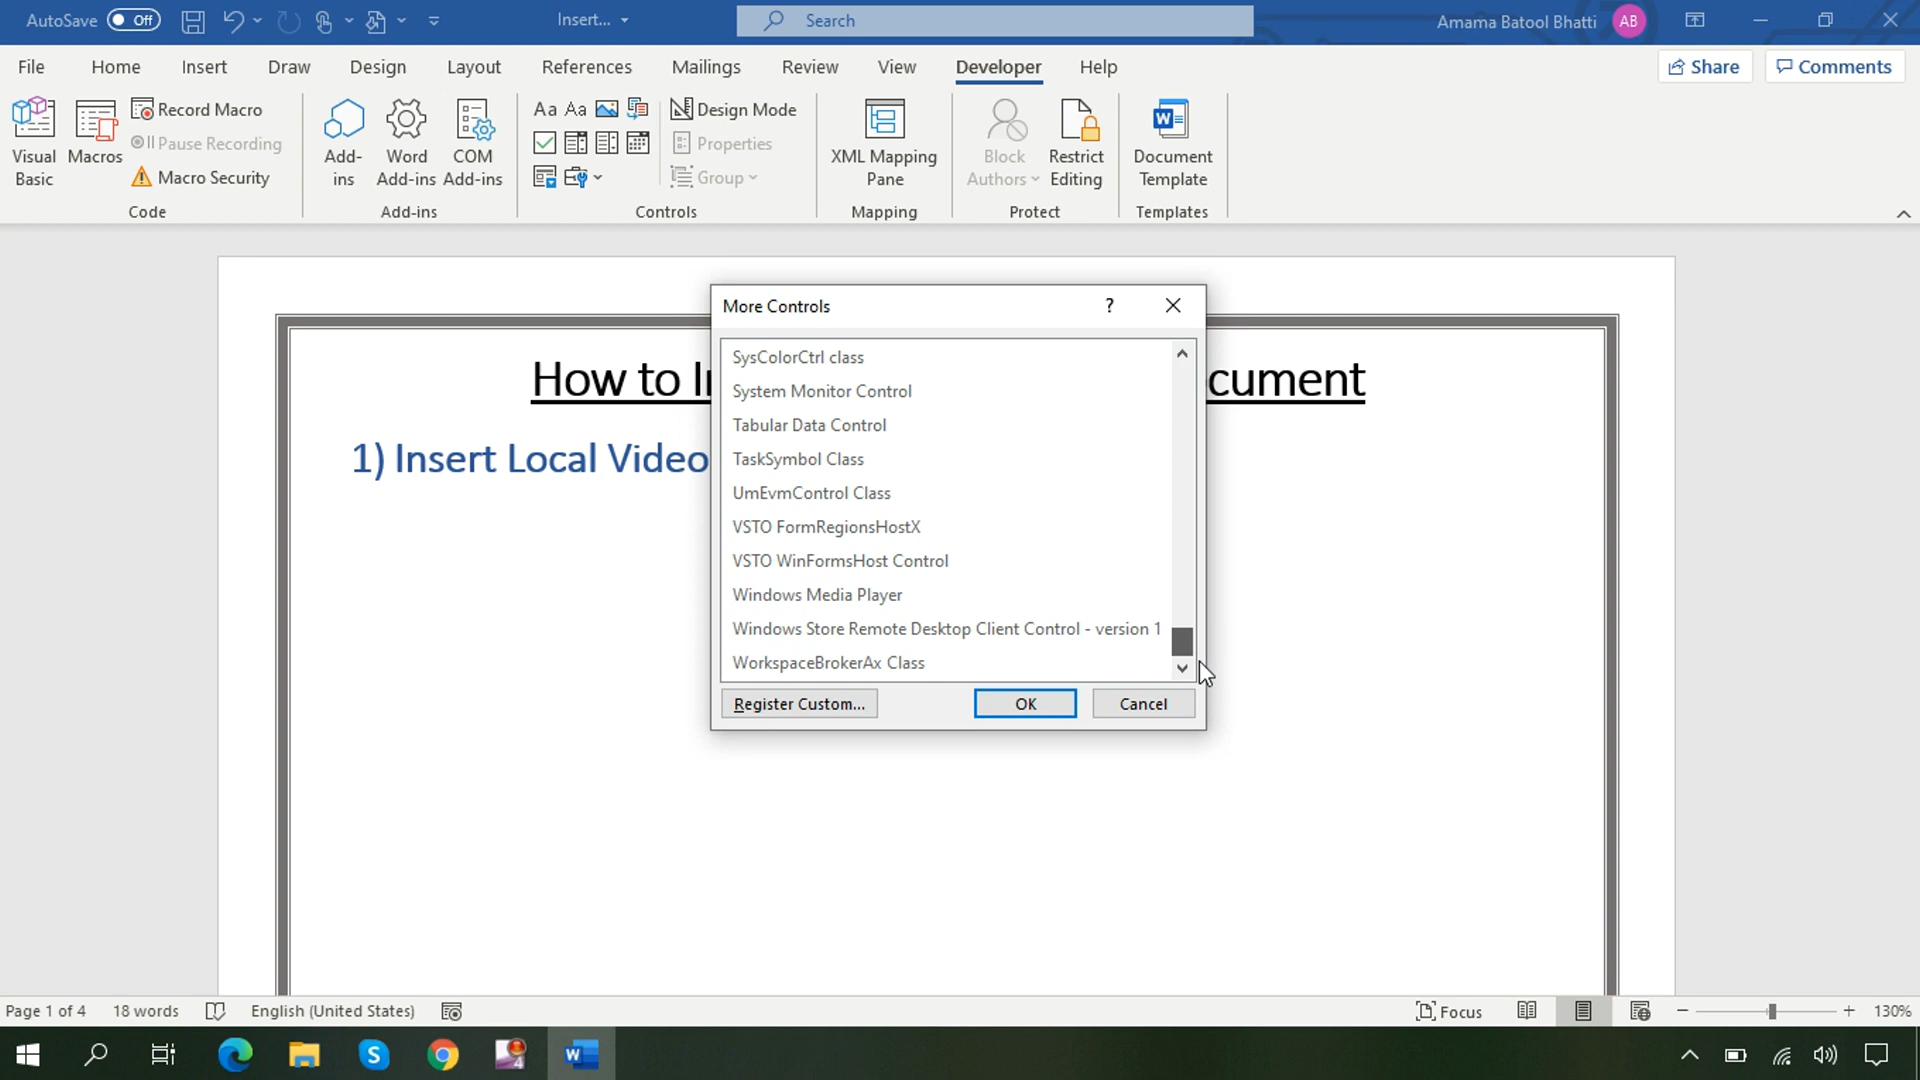 AutoSave Off Insert... Search Amama Batool Bhatti AB
File Home Insert Draw Design Layout References Mailings Review View Developer Help Share Comments
Visual Basic
Macros
Record Macro
Pause Recording
Macro Security
Code
Add-ins
Word Add-ins
COM Add-ins
Add-ins
Aa Aa
Design Mode
Properties
Group
Controls
XML Mapping Pane
Mapping
Block Authors
Restrict Editing
Protect
Document Template
Templates
More Controls ?
How to I cument
1) Insert Local Video
SysColorCtrl class
System Monitor Control
Tabular Data Control
TaskSymbol Class
UmEvmControl Class
VSTO FormRegionsHostX
VSTO WinFormsHost Control
Windows Media Player
Windows Store Remote Desktop Client Control - version 1
WorkspaceBrokerAx Class
Register Custom... OK Cancel
Page 1 of 4 18 words English (United States) Focus 130%